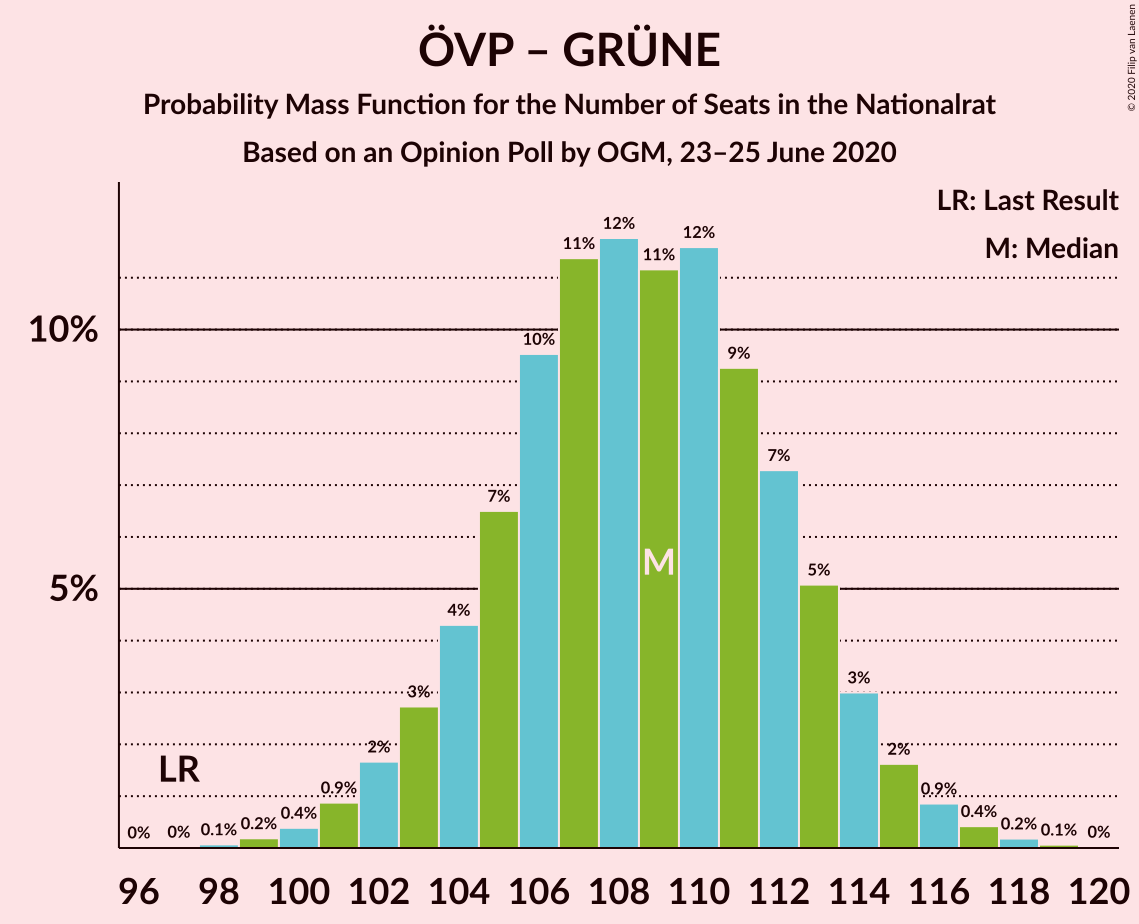 ÖVP – GRÜNE
Probability Mass Function for the Number of Seats in the Nationalrat
Based on an Opinion Poll by OGM, 23–25 June 2020
© 2020 Filip van Laenen
LR: Last Result
M: Median
10%
5%
0% 0% 0.1% 0.2% 0.4% 0.9% 2% 3% 4% 7% 10% 11% 12% 11% 12% 9% 7% 5% 3% 2% 0.9% 0.4% 0.2% 0.1% 0%
LR
M
96 98 100 102 104 106 108 110 112 114 116 118 120